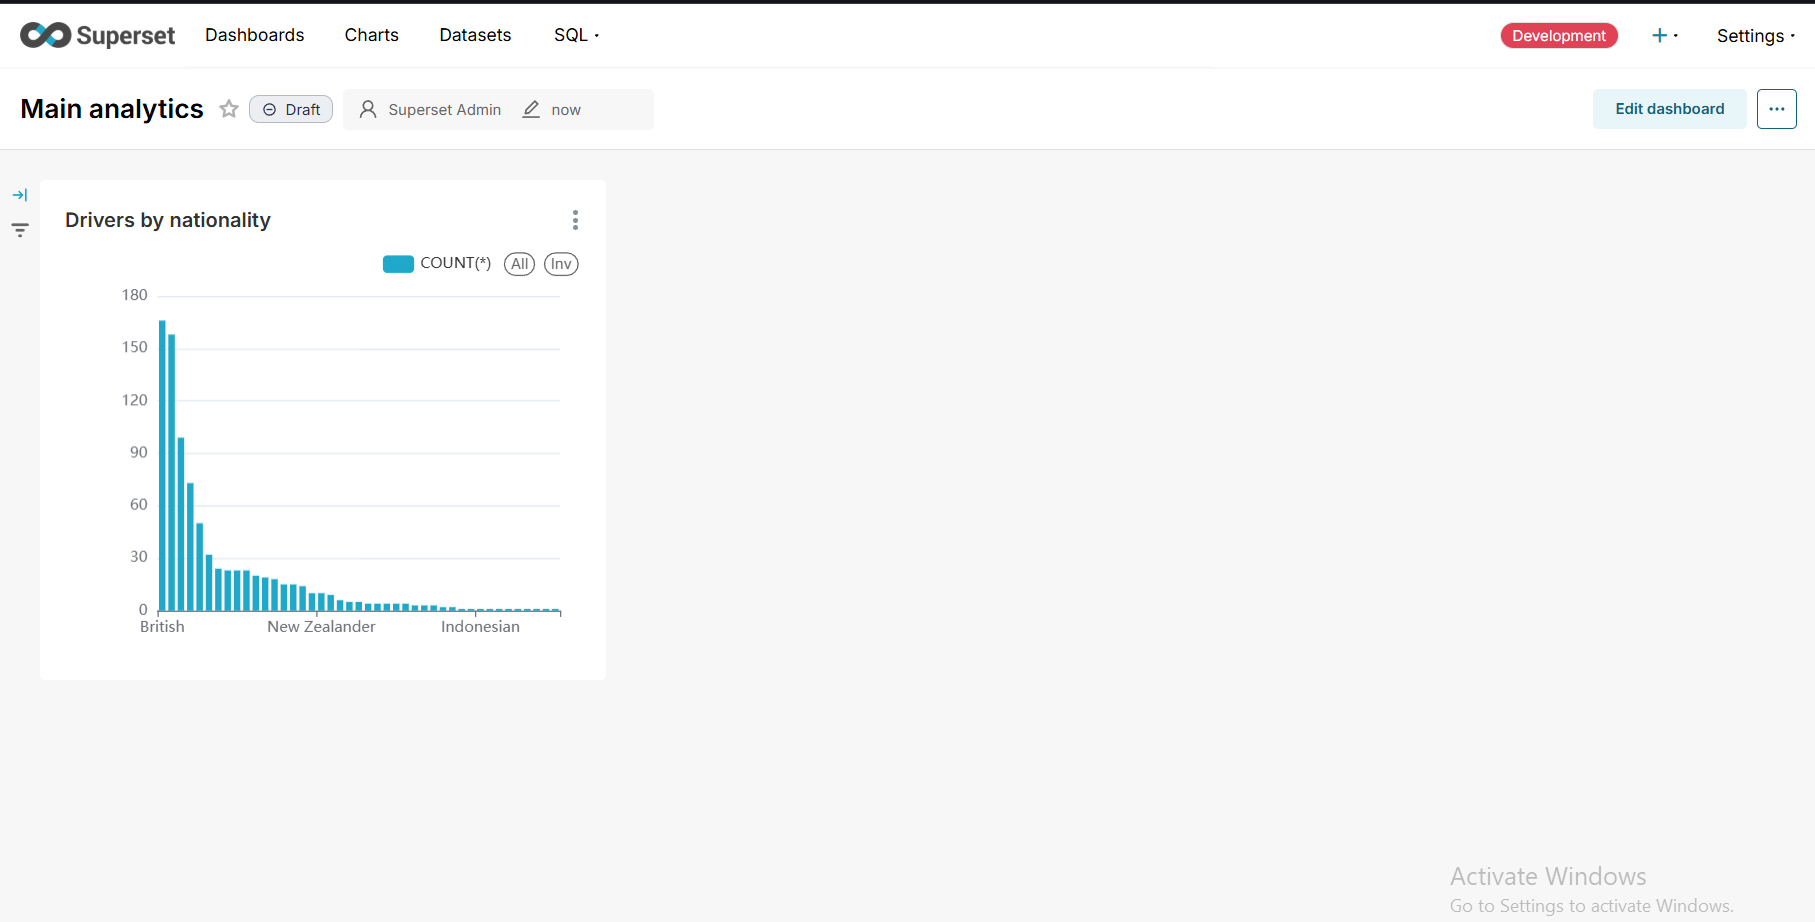 Superset Dashboards Charts Datasets SQL Development + Settings
Main analytics Draft Superset Admin now Edit dashboard ...
Drivers by nationality
COUNT(*) All Inv
180
150
120
90
60
30
0
British New Zealander Indonesian
Activate Windows
Go to Settings to activate Windows.